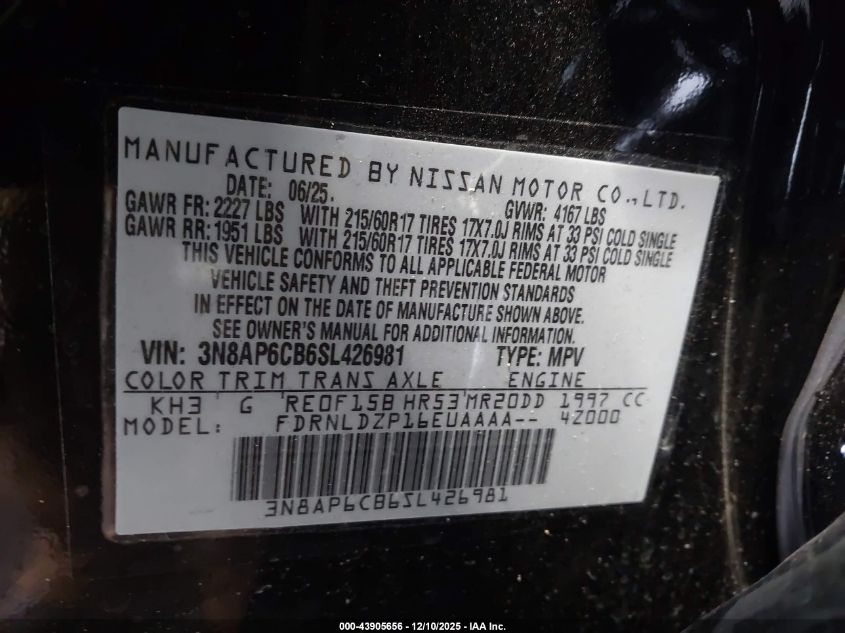 MANUFACTURED BY NISSAN MOTOR CO.,LTD.
DATE: 06/25. GVWR: 4167 LBS
GAWR FR: 2227 LBS WITH 215/60R17 TIRES 17X7.0J RIMS AT 33 PSI COLD SINGLE
GAWR RR: 1951 LBS WITH 215/60R17 TIRES 17X7.0J RIMS AT 33 PSI COLD SINGLE
THIS VEHICLE CONFORMS TO ALL APPLICABLE FEDERAL MOTOR
VEHICLE SAFETY AND THEFT PREVENTION STANDARDS
IN EFFECT ON THE DATE OF MANUFACTURE SHOWN ABOVE.
SEE OWNER'S MANUAL FOR ADDITIONAL INFORMATION.
VIN: 3N8AP6CB6SL426981 TYPE: MPV
COLOR TRIM TRANS AXLE ENGINE
KH3 G RE0F15B HR53 MR20DD 1997 CC
MODEL: FDRNLDZP16EUAAAA-- 42000
3N8AP6CB6SL426981
000-43905656 - 12/10/2025 - IAA Inc.